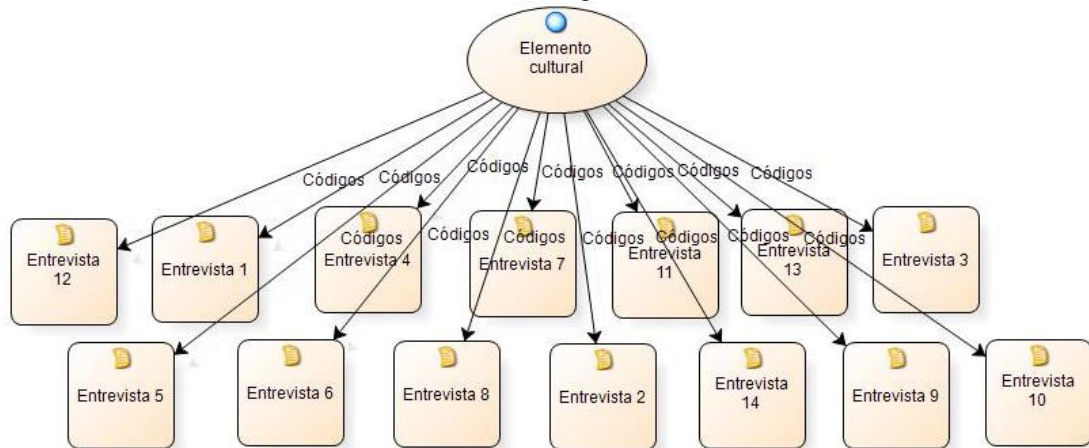 Elemento
cultural
Códigos
Códigos
Códigos
Códigos
Códigos
Códigos
Códigos
Entrevista
12
Entrevista 1
Códigos
Entrevista 4
Códigos
Códigos
Entrevista 7
Códigos
Códigos
Entrevista
11
Códigos
Entrevista
13
Códigos
Entrevista 3
Entrevista 5
Entrevista 6
Entrevista 8
Entrevista 2
Entrevista
14
Entrevista 9
Entrevista
10